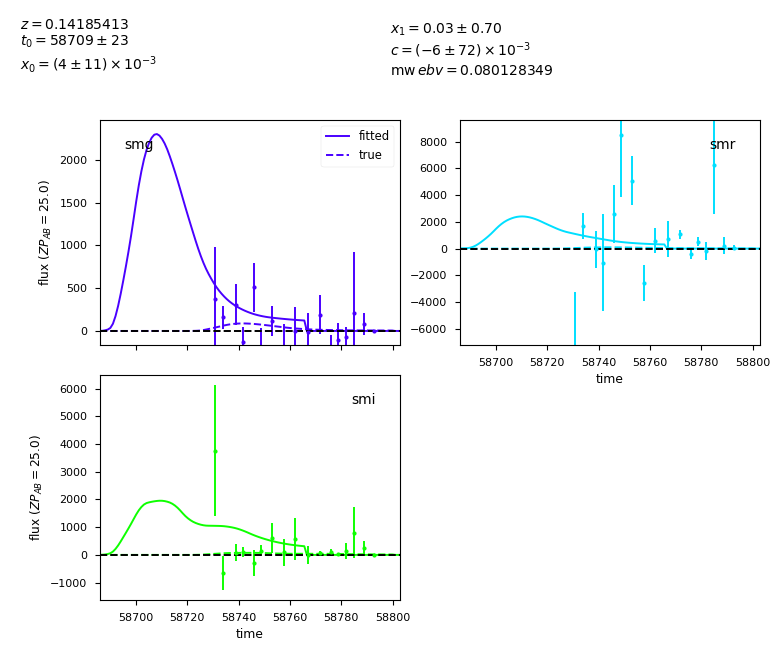 z = 0.14185413
t₀ = 58709 ± 23
x₀ = (4 ± 11) × 10⁻³
x₁ = 0.03 ± 0.70
c = (−6 ± 72) × 10⁻³
mw ebv = 0.080128349
smg
fitted
true
flux (ZP_AB = 25.0)
2000
1500
1000
500
0
smr
8000
6000
4000
2000
0
−2000
−4000
−6000
58700 58720 58740 58760 58780 58800
time
smi
flux (ZP_AB = 25.0)
6000
5000
4000
3000
2000
1000
0
−1000
58700 58720 58740 58760 58780 58800
time